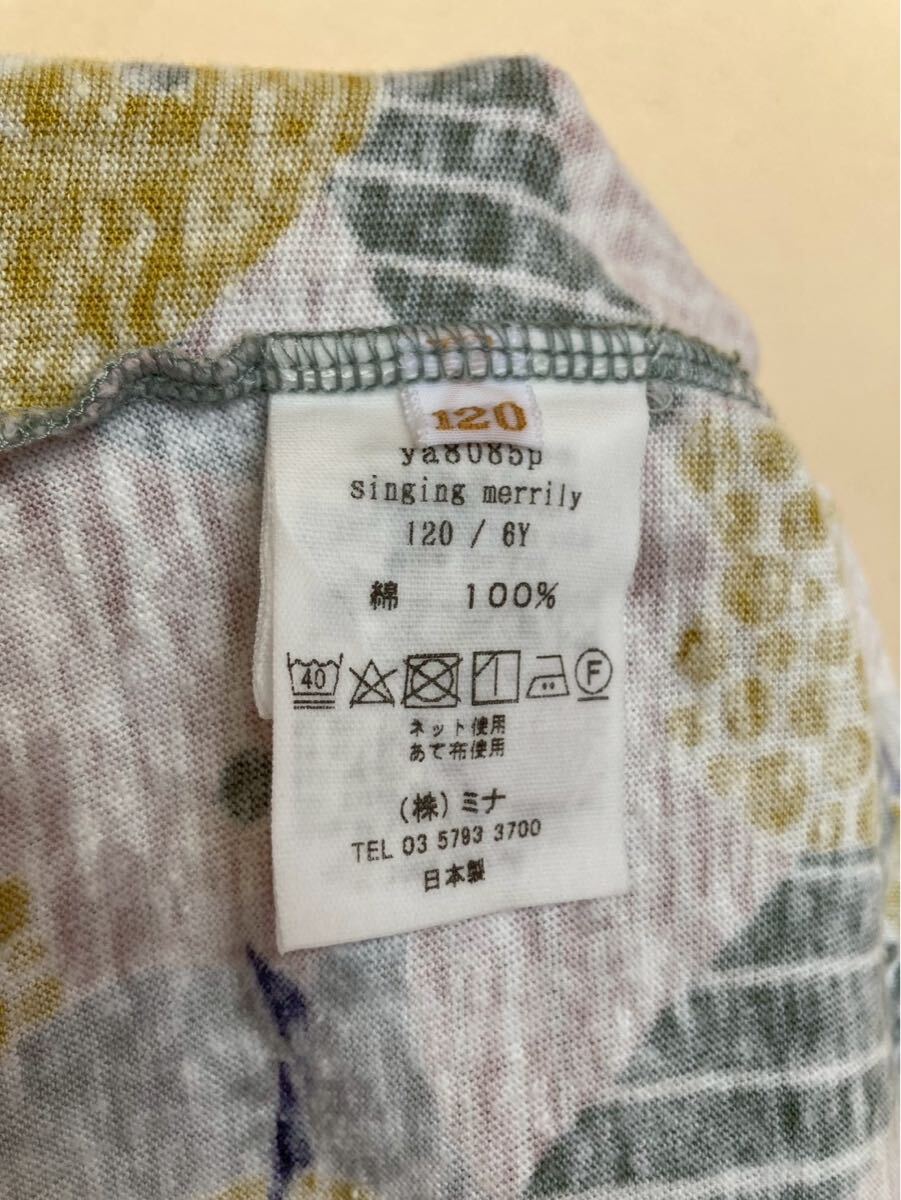 120
ya8085p
singing merrily
120 / 6Y
綿 100%
40 F
ネット使用
あて布使用
(株)ミナ
TEL 03 5793 3700
日本製